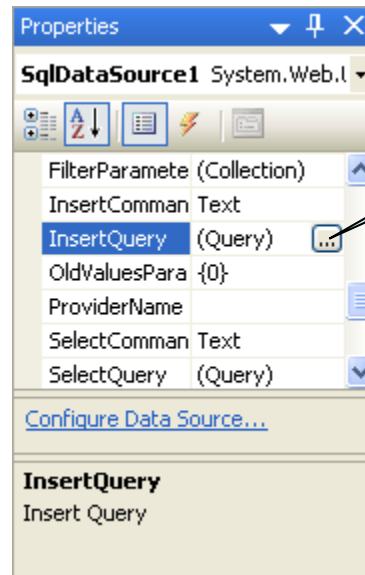 Properties
SqlDataSource1 System.Web.
FilterParamete (Collection)
InsertComman Text
InsertQuery (Query) ...
OldValuesPara {0}
ProviderName
SelectComman Text
SelectQuery (Query)
Configure Data Source...
InsertQuery
Insert Query